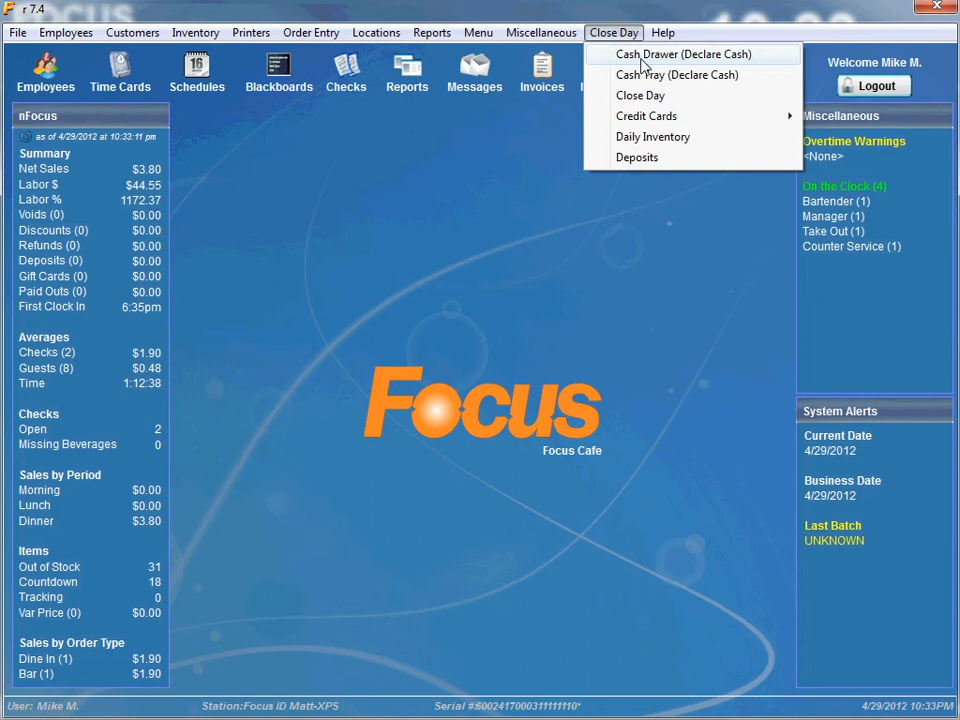 r 7.4
File Employees Customers Inventory Printers Order Entry Locations Reports Menu Miscellaneous Close Day Help
Employees Time Cards Schedules Blackboards Checks Reports Messages Invoices
Cash Drawer (Declare Cash)
Cash Tray (Declare Cash)
Close Day
Credit Cards
Daily Inventory
Deposits
Welcome Mike M.
Logout
nFocus
as of 4/29/2012 at 10:33:11 pm
Summary
Net Sales $3.80
Labor $ $44.55
Labor % 1172.37
Voids (0) $0.00
Discounts (0) $0.00
Refunds (0) $0.00
Deposits (0) $0.00
Gift Cards (0) $0.00
Paid Outs (0) $0.00
First Clock In 6:35pm
Averages
Checks (2) $1.90
Guests (8) $0.48
Time 1:12:38
Checks
Open 2
Missing Beverages 0
Sales by Period
Morning $0.00
Lunch $0.00
Dinner $3.80
Items
Out of Stock 31
Countdown 18
Tracking 0
Var Price (0) $0.00
Sales by Order Type
Dine In (1) $1.90
Bar (1) $1.90
Focus
Focus Cafe
Miscellaneous
Overtime Warnings
<None>
On the Clock (4)
Bartender (1)
Manager (1)
Take Out (1)
Counter Service (1)
System Alerts
Current Date
4/29/2012
Business Date
4/29/2012
Last Batch
UNKNOWN
User: Mike M. Station:Focus ID Matt-XPS 4/29/2012 10:33PM